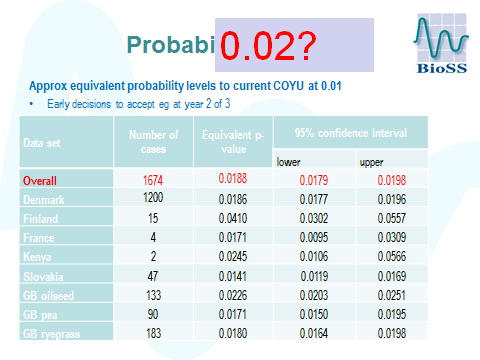 Probabi
0.02?
BioSS
Approx equivalent probability levels to current COYU at 0.01
• Early decisions to accept eg at year 2 of 3
Data set Number of cases Equivalent p-value 95% confidence interval
lower upper
Overall 1674 0.0188 0.0179 0.0198
Denmark 1200 0.0186 0.0177 0.0196
Finland 15 0.0410 0.0302 0.0557
France 4 0.0171 0.0095 0.0309
Kenya 2 0.0245 0.0106 0.0566
Slovakia 47 0.0141 0.0119 0.0169
GB oilseed 133 0.0226 0.0203 0.0251
GB pea 90 0.0171 0.0150 0.0195
GB ryegrass 183 0.0180 0.0164 0.0198